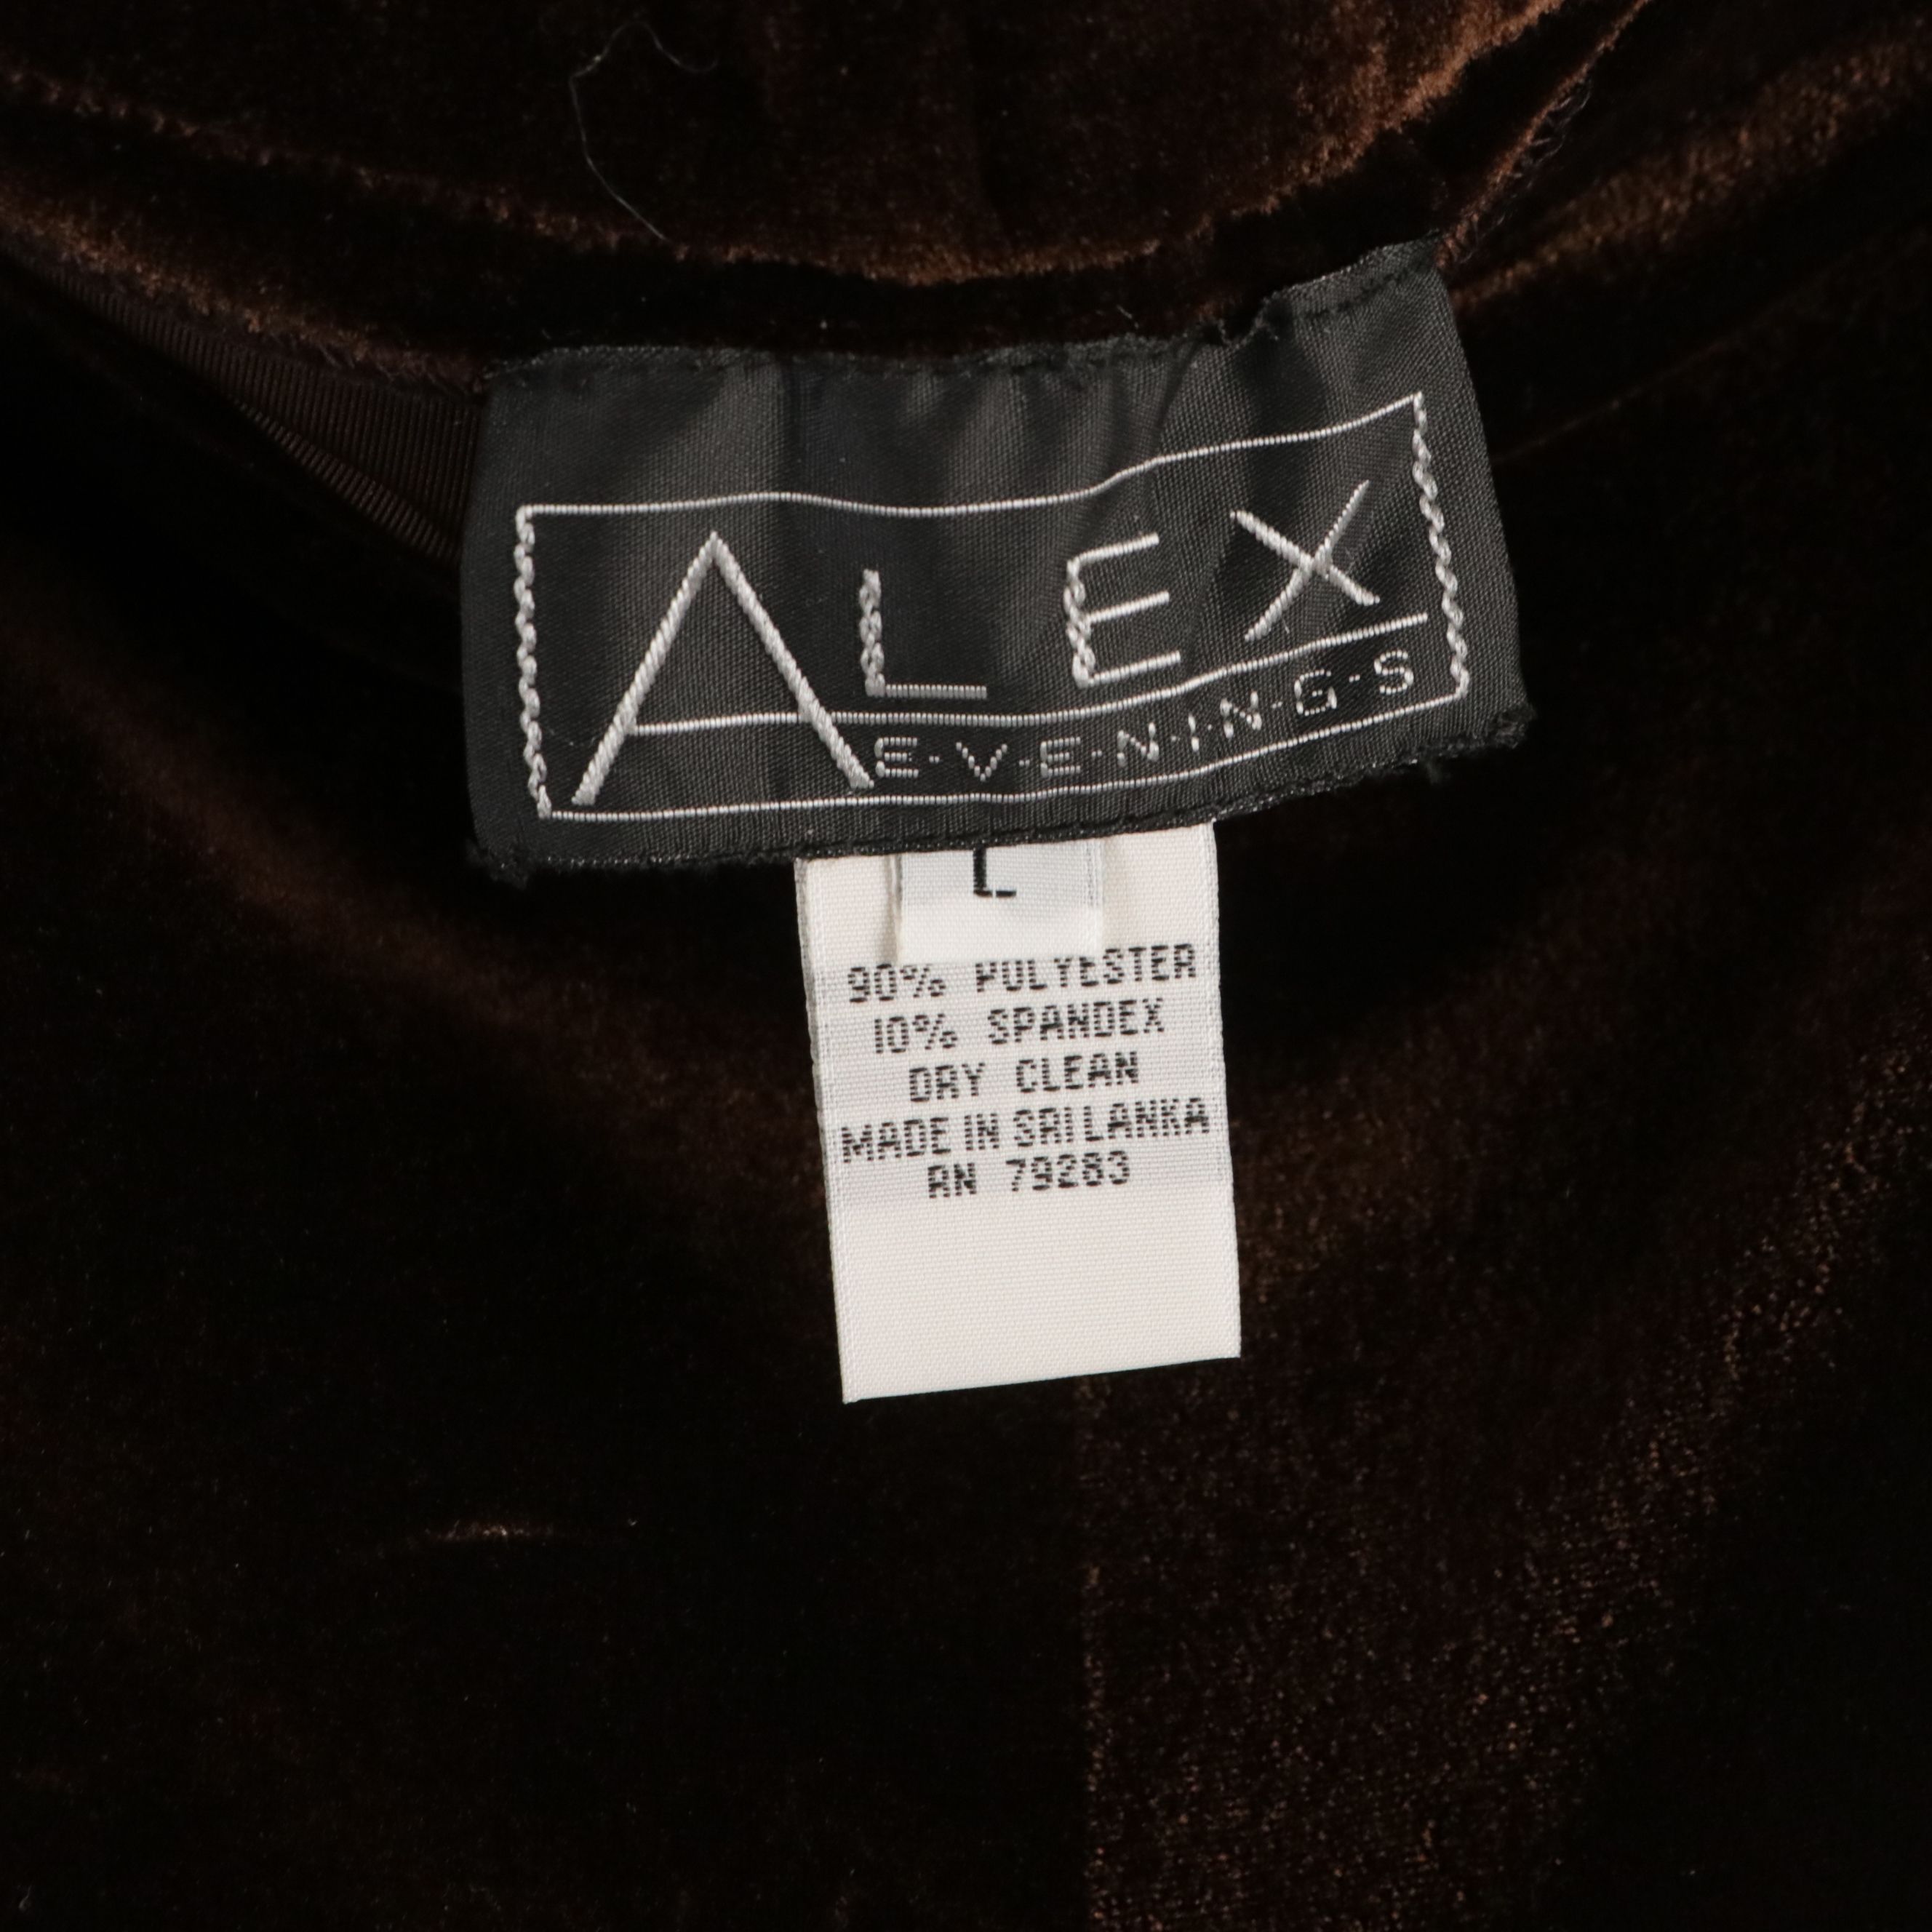 ALEX
E·V·E·N·I·N·G·S
L
90% POLYESTER
10% SPANDEX
DRY CLEAN
MADE IN SRI LANKA
RN 79283